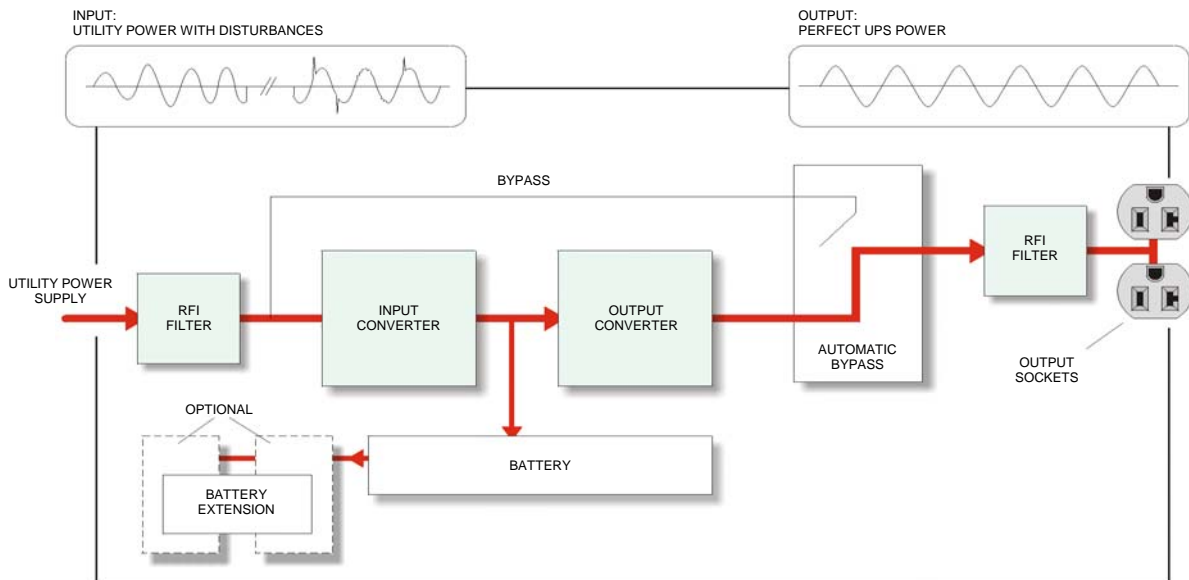 INPUT:
UTILITY POWER WITH DISTURBANCES
OUTPUT:
PERFECT UPS POWER
BYPASS
UTILITY POWER
SUPPLY
RFI
FILTER
INPUT
CONVERTER
OUTPUT
CONVERTER
AUTOMATIC
BYPASS
RFI
FILTER
OUTPUT
SOCKETS
OPTIONAL
BATTERY
BATTERY
EXTENSION